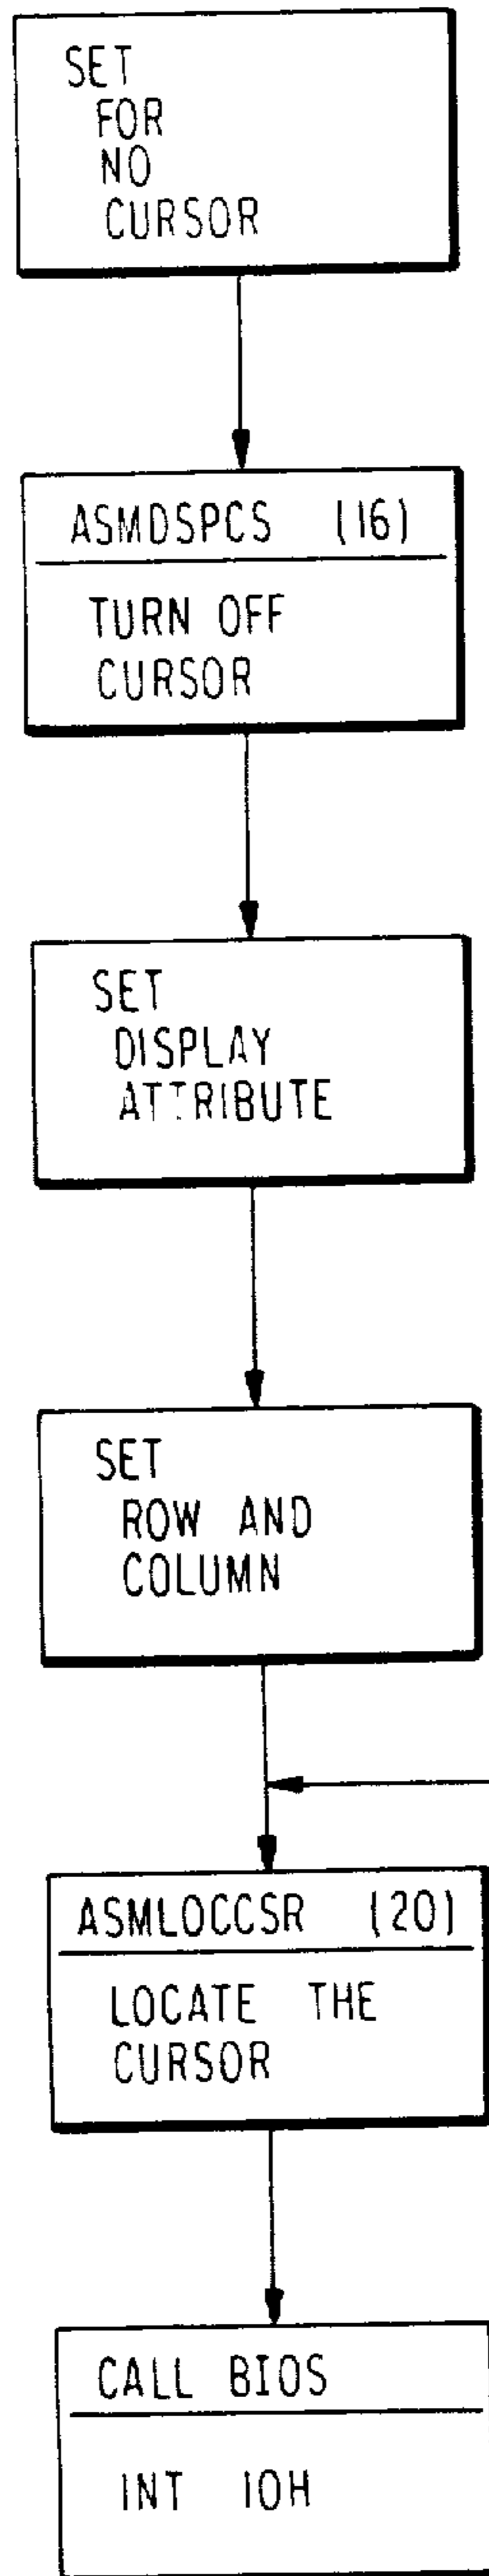 SET
FOR
NO
CURSOR
ASMDSPCS (16)
TURN OFF
CURSOR
SET
DISPLAY
ATTRIBUTE
SET
ROW AND
COLUMN
ASMLOCCSR (20)
LOCATE THE
CURSOR
CALL BIOS
INT 10H